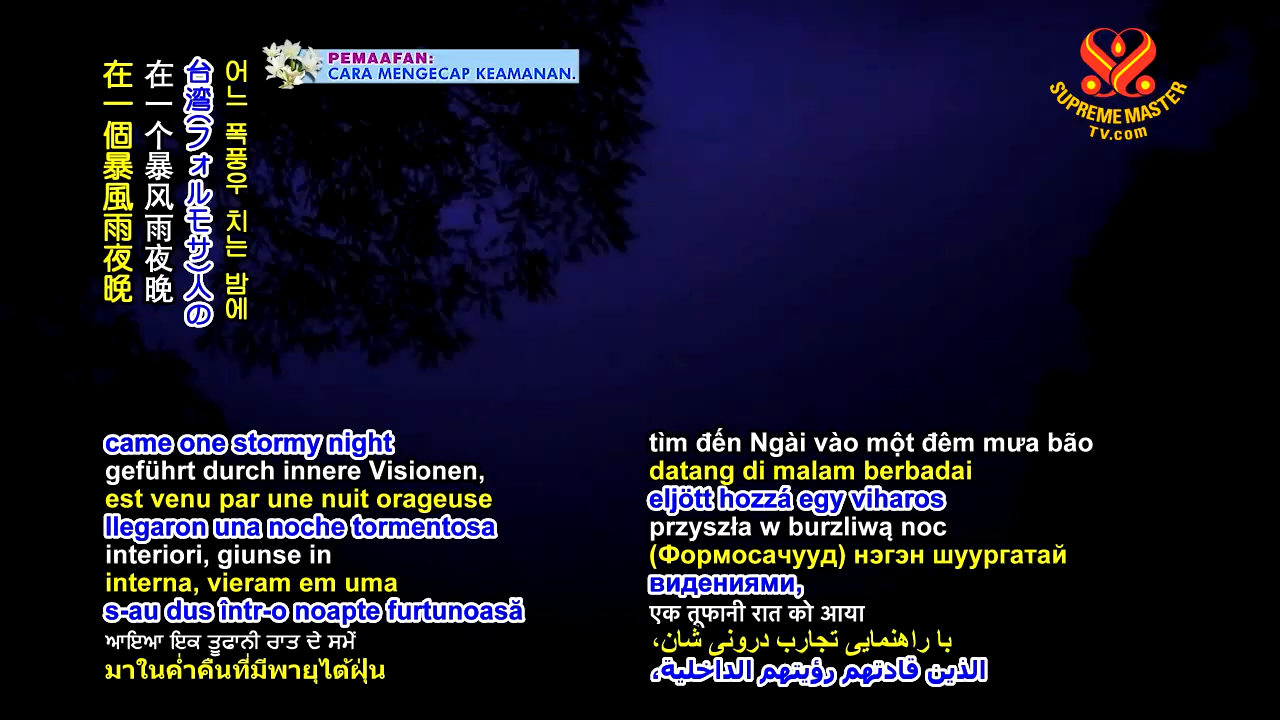 PEMAAFAN:
CARA MENGECAP KEAMANAN.
SUPREME MASTER
TV.com
어느 폭풍우 치는 밤에
台湾(フォルモサ)人の
在一个暴风雨夜晚
在一個暴風雨夜晚
came one stormy night
geführt durch innere Visionen,
est venu par une nuit orageuse
llegaron una noche tormentosa
interiori, giunse in
interna, vieram em uma
s-au dus într-o noapte furtunoasă
ਆਇਆ ਇਕ ਤੂਫਾਨੀ ਰਾਤ ਦੇ ਸਮੇਂ
มาในค่ำคืนที่มีพายุไต้ฝุ่น
tìm đến Ngài vào một đêm mưa bão
datang di malam berbadai
eljött hozzá egy viharos
przyszła w burzliwą noc
(Формосачууд) нэгэн шуургатай
видениями,
एक तूफानी रात को आया
با راهنمایی تجارب درونی شان،
الذين قادتهم رؤيتهم الداخلية،